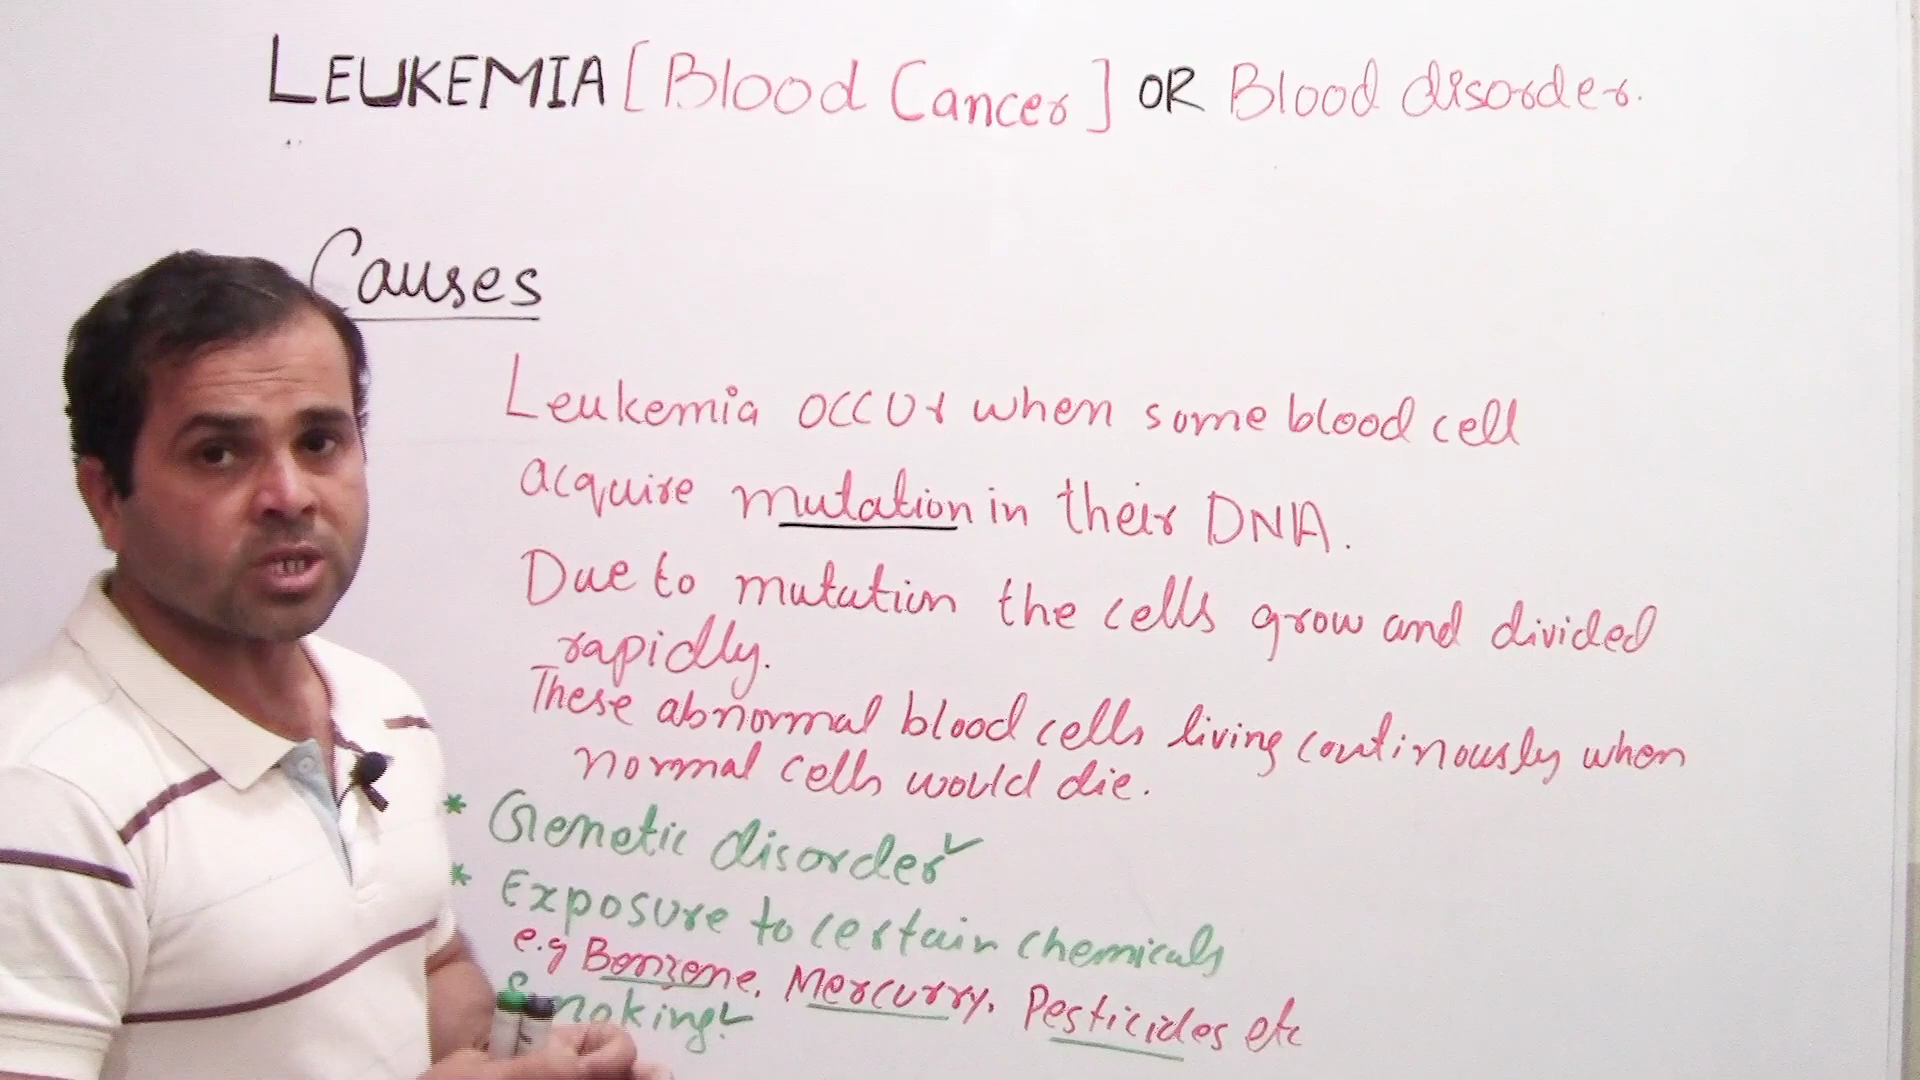 LEUKEMIA [Blood Cancer] OR Blood disorder.
Causes
Leukemia occur when some blood cell
acquire mutation in their DNA.
Due to mutation the cells grow and divided
rapidly.
These abnormal blood cells living continously when
normal cells would die.
* Genetic disorder ✓
* Exposure to certain chemicals
e.g Benzene, Mercurry, Pesticides etc
Smoking ✓